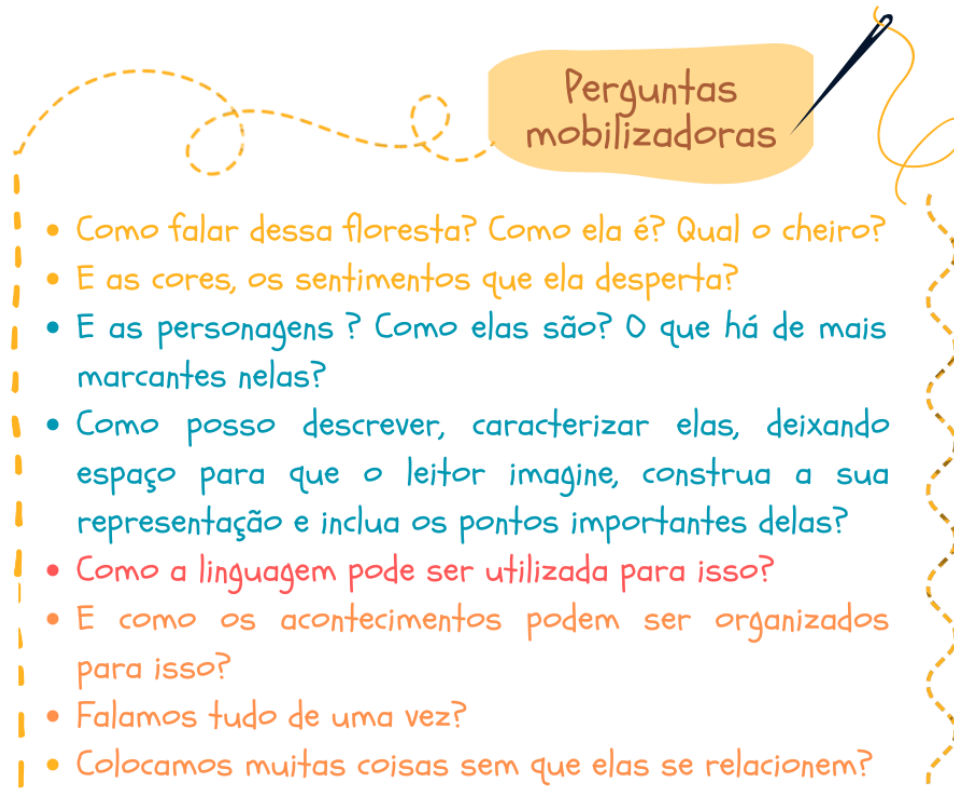 Perguntas
mobilizadoras
• Como falar dessa floresta? Como ela é? Qual o cheiro?
• E as cores, os sentimentos que ela desperta?
• E as personagens ? Como elas são? O que há de mais
marcantes nelas?
• Como posso descrever, caracterizar elas, deixando
espaço para que o leitor imagine, construa a sua
representação e inclua os pontos importantes delas?
• Como a linguagem pode ser utilizada para isso?
• E como os acontecimentos podem ser organizados
para isso?
• Falamos tudo de uma vez?
• Colocamos muitas coisas sem que elas se relacionem?